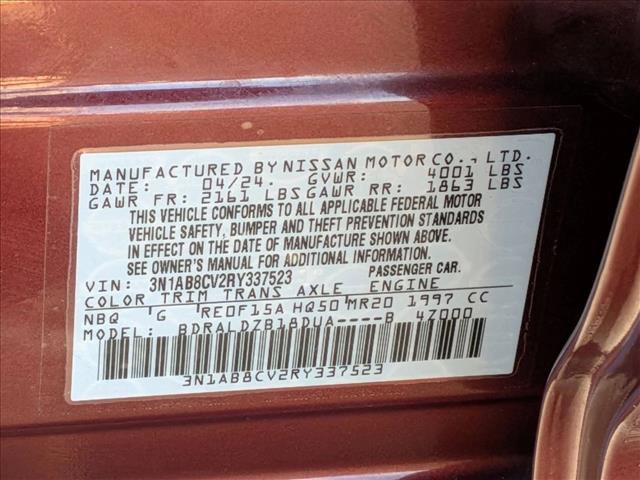 MANUFACTURED BY NISSAN MOTOR CO., LTD.
DATE: 04/24. GVWR: 4001 LBS
GAWR FR: 2161 LBS GAWR RR: 1863 LBS
THIS VEHICLE CONFORMS TO ALL APPLICABLE FEDERAL MOTOR
VEHICLE SAFETY, BUMPER AND THEFT PREVENTION STANDARDS
IN EFFECT ON THE DATE OF MANUFACTURE SHOWN ABOVE.
SEE OWNER'S MANUAL FOR ADDITIONAL INFORMATION.
VIN: 3N1AB8CV2RY337523 PASSENGER CAR.
COLOR TRIM TRANS AXLE ENGINE
NBQ G RE0F15A HQ50 MR20 1997 CC
MODEL: BDRALDZB18DUA----B 4Z000
3N1AB8CV2RY337523